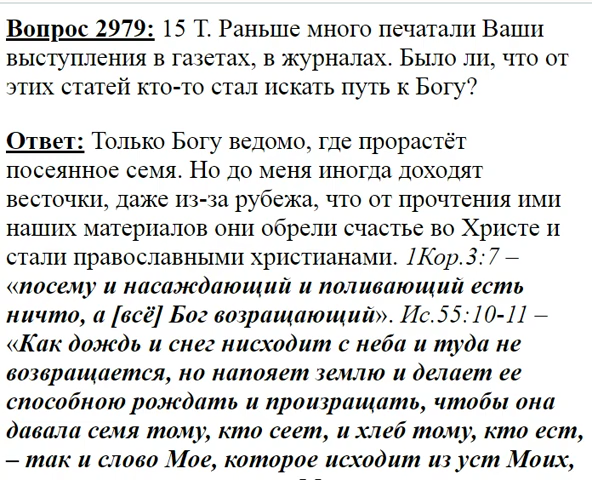 Вопрос 2979: 15 Т. Раньше много печатали Ваши
выступления в газетах, в журналах. Было ли, что от
этих статей кто-то стал искать путь к Богу?
Ответ: Только Богу ведомо, где прорастёт
посеянное семя. Но до меня иногда доходят
весточки, даже из-за рубежа, что от прочтения ими
наших материалов они обрели счастье во Христе и
стали православными христианами. 1Кор.3:7 –
«посему и насаждающий и поливающий есть
ничто, а [всё] Бог возращающий». Ис.55:10-11 –
«Как дождь и снег нисходит с неба и туда не
возвращается, но напояет землю и делает ее
способною рождать и произращать, чтобы она
давала семя тому, кто сеет, и хлеб тому, кто ест,
– так и слово Мое, которое исходит из уст Моих,